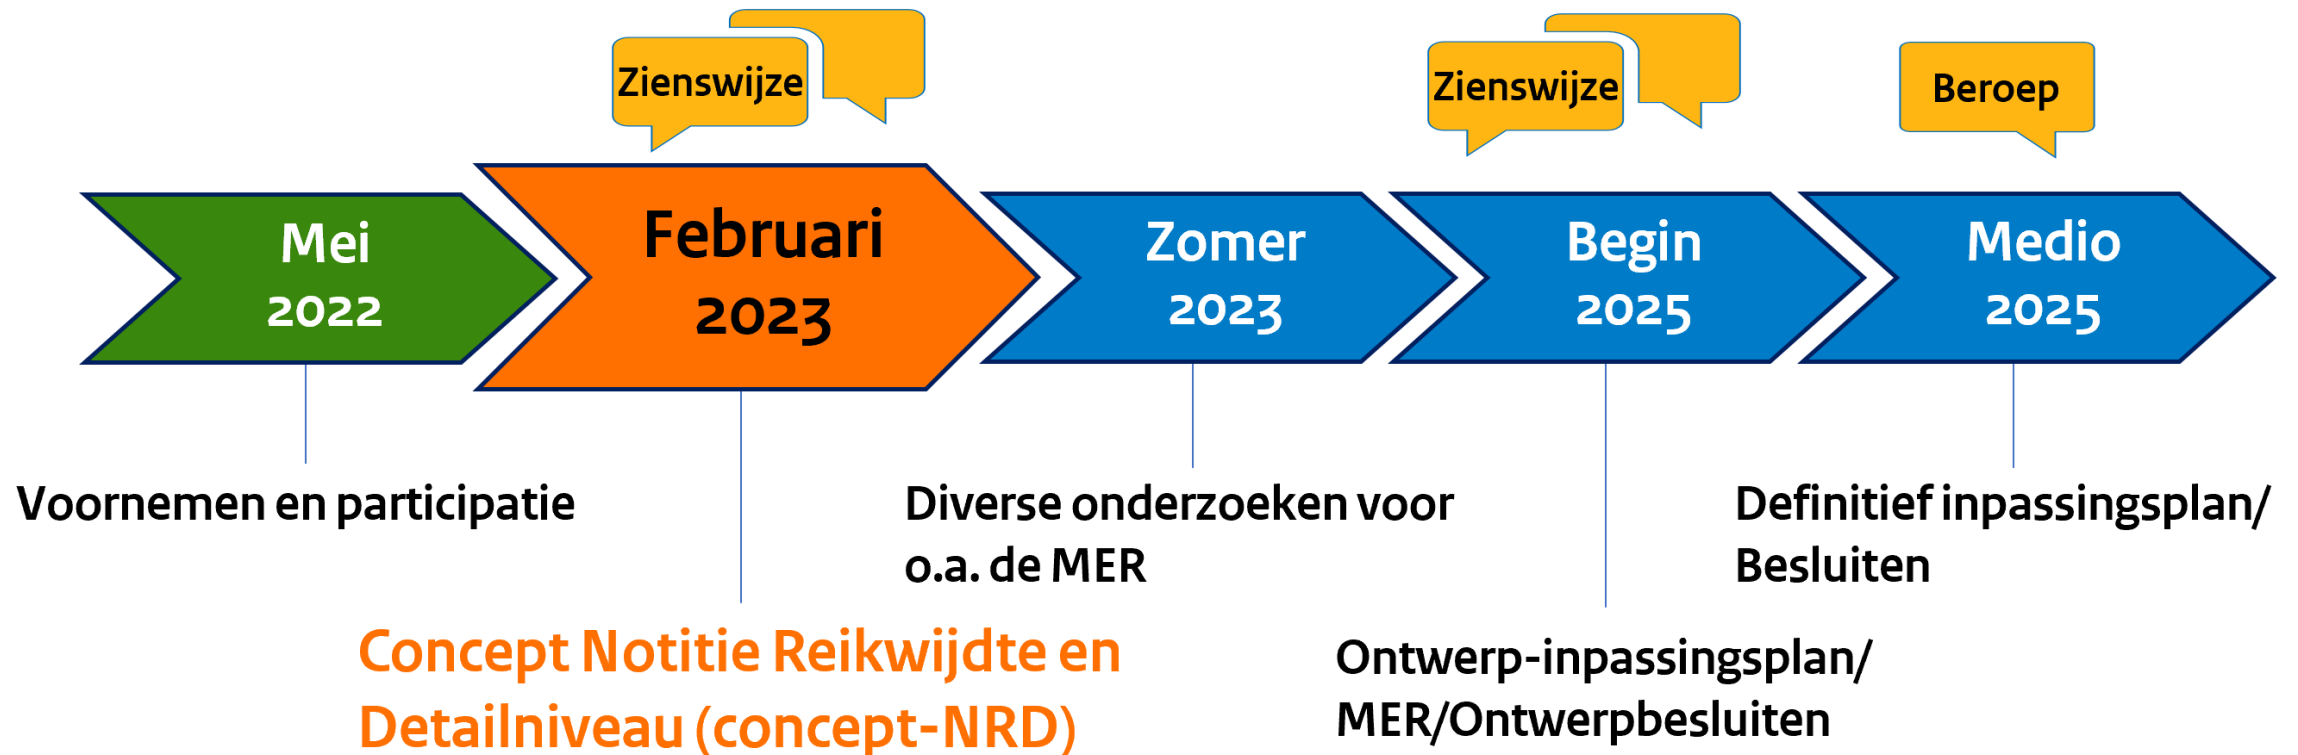 Zienswijze
Zienswijze
Beroep
Mei
2022
Februari
2023
Zomer
2023
Begin
2025
Medio
2025
Voornemen en participatie
Concept Notitie Reikwijdte en
Detailniveau (concept-NRD)
Diverse onderzoeken voor
o.a. de MER
Ontwerp-inpassingsplan/
MER/Ontwerpbesluiten
Definitief inpassingsplan/
Besluiten